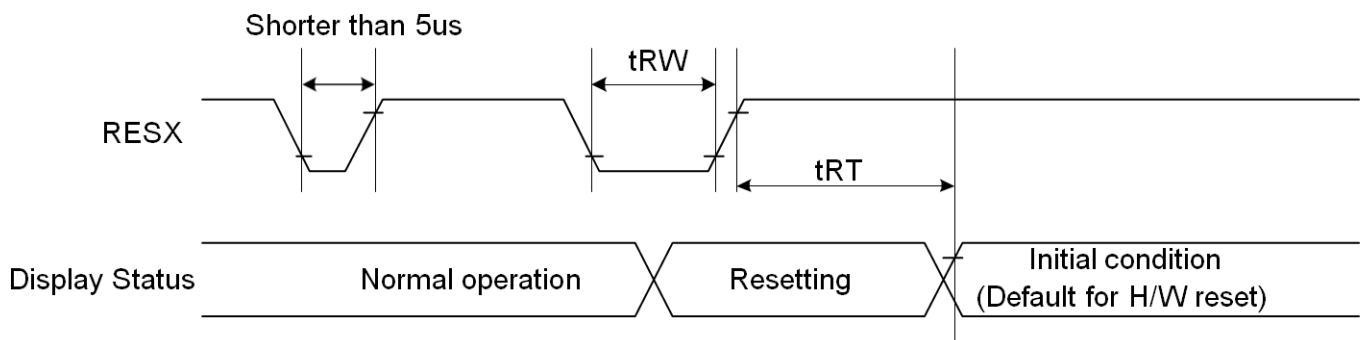 Shorter than 5us
tRW
RESX
tRT
Display Status
Normal operation
Resetting
Initial condition
(Default for H/W reset)